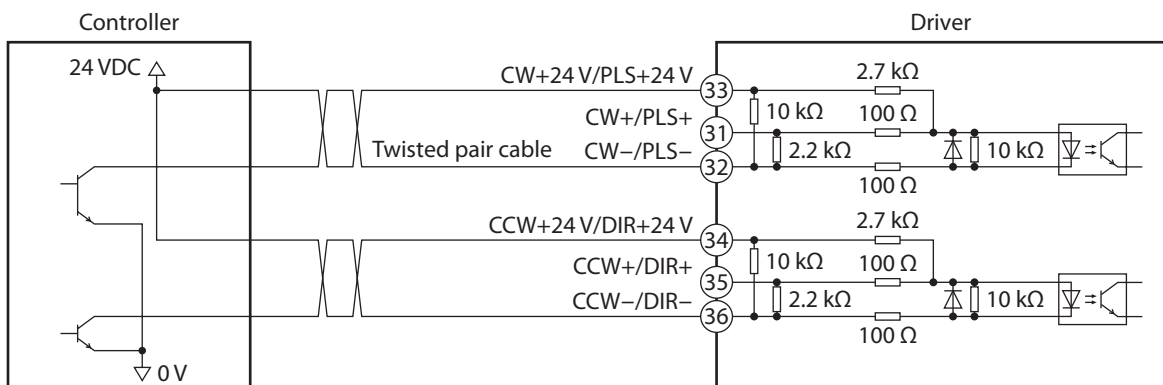 Controller
Driver
24 VDC
CW+24 V/PLS+24 V
33
2.7 kΩ
10 kΩ
100 Ω
CW+/PLS+
31
Twisted pair cable
CW−/PLS−
32
2.2 kΩ
10 kΩ
100 Ω
CCW+24 V/DIR+24 V
34
2.7 kΩ
10 kΩ
100 Ω
CCW+/DIR+
35
CCW−/DIR−
36
2.2 kΩ
10 kΩ
100 Ω
0 V